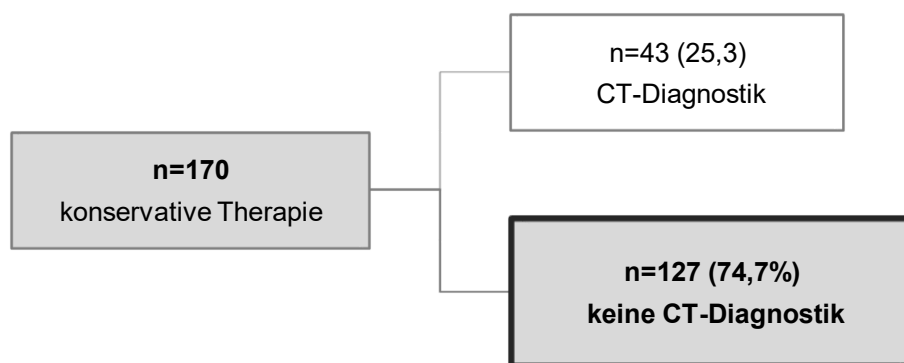 n=43 (25,3)
CT-Diagnostik
n=170
konservative Therapie
n=127 (74,7%)
keine CT-Diagnostik